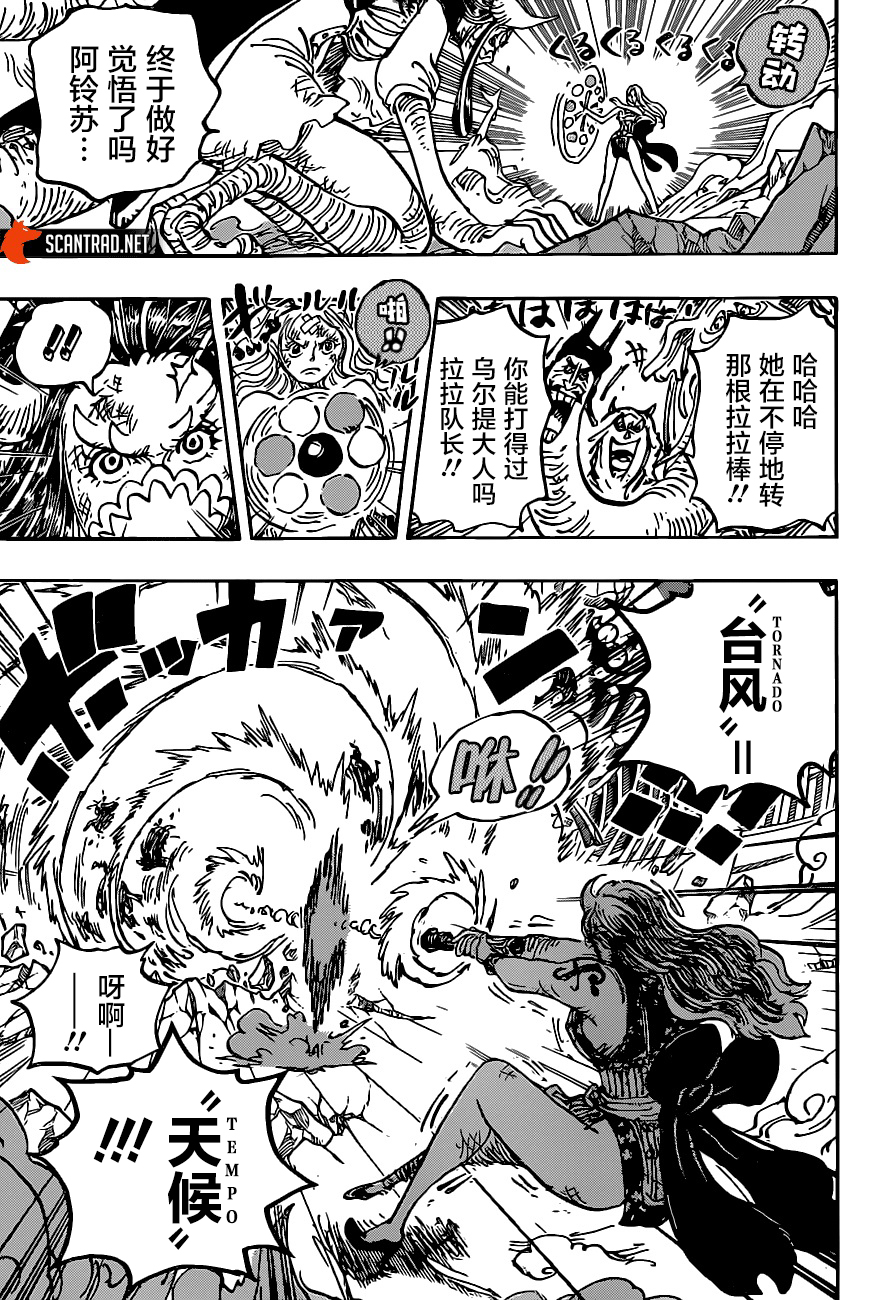 转动
くるくるくるくる
终于做好
觉悟了吗
阿铃苏…
SCANTRAD.NET
哈哈哈
她在不停地转
那根拉拉棒!!
你能打得过
乌尔提大人吗
拉拉队长!!
ははははは
啪!!
!!
TORNADO
“台风”=
咻!!
ドッカァ
呀啊—
—!!
TEMPO
“天候”
!!!